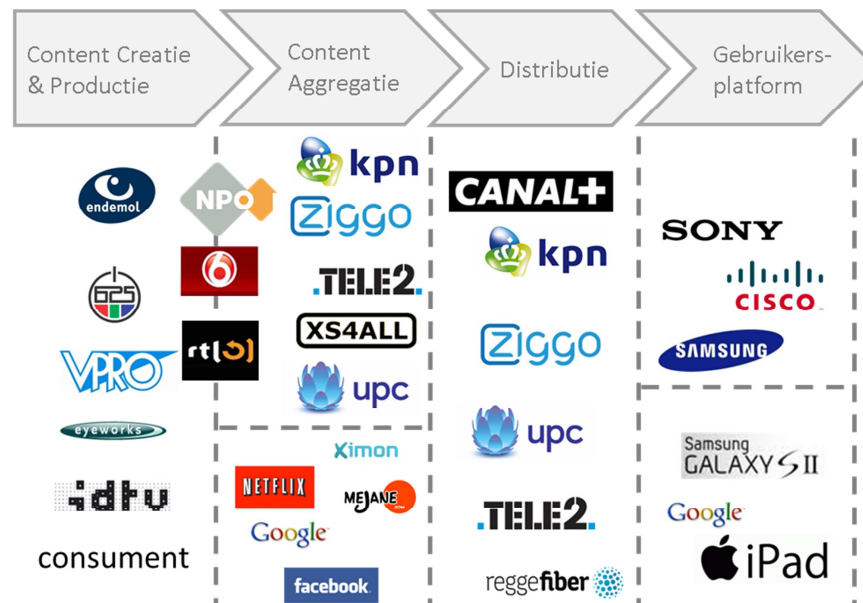 Content Creatie
& Productie
Content
Aggregatie
Distributie
Gebruikers-
platform
endemol
625
VPRO
eyeworks
idtv
consument
NPO
6
rtl
kpn
ziggo
.TELE2.
XS4ALL
upc
Ximon
NETFLIX
MEJANE
.now
Google
facebook.
CANAL+
kpn
ziggo
upc
.TELE2.
reggefiber
SONY
CISCO
SAMSUNG
Samsung
GALAXY S II
Google
iPad